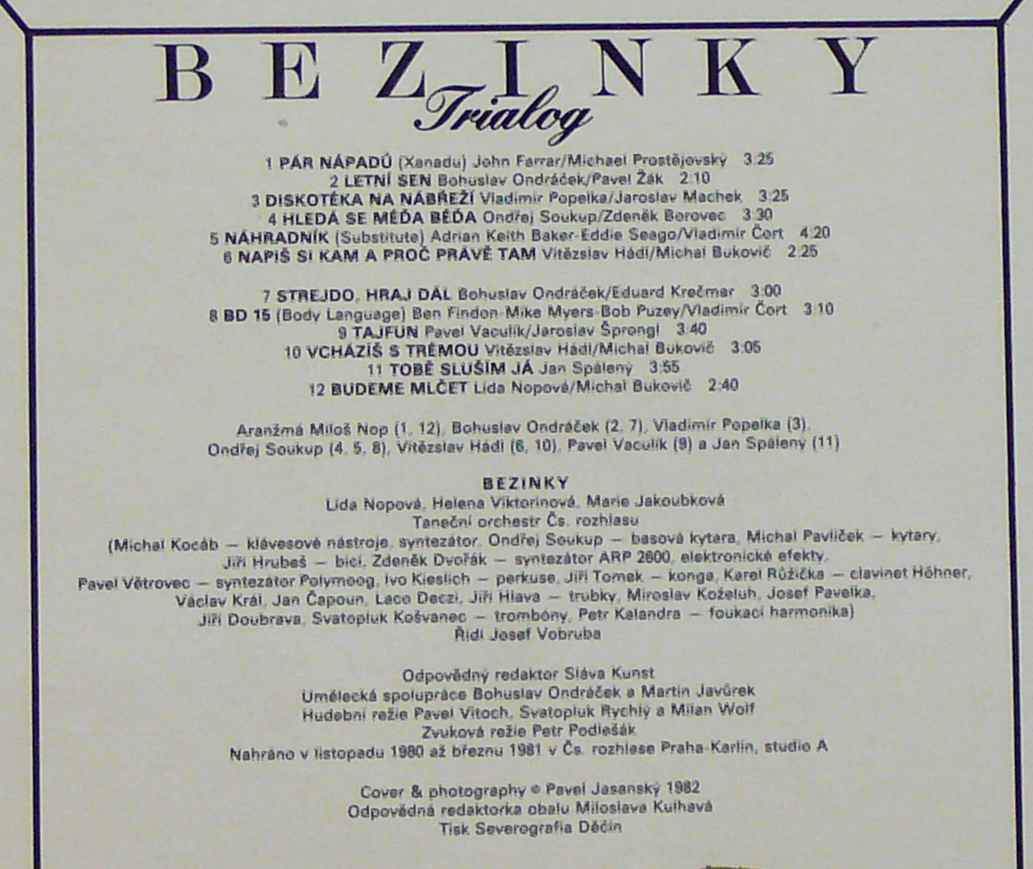 BEZINKY
Trialog
1 PÁR NÁPADŮ (Xanadu) John Farrar/Michael Prostějovský 3:25
2 LETNÍ SEN Bohuslav Ondráček/Pavel Žák 2:10
3 DISKOTÉKA NA NÁBŘEŽÍ Vladimír Popelka/Jaroslav Machek 3:25
4 HLEDÁ SE MÉĎA BÉĎA Ondřej Soukup/Zdeněk Borovec 3:30
5 NÁHRADNÍK (Substitute) Adrian Keith Baker-Eddie Seago/Vladimír Čort 4:20
6 NAPIŠ SI KAM A PROČ PRÁVĚ TAM Vítězslav Hádl/Michal Bukovič 2:25
7 STREJDO, HRAJ DÁL Bohuslav Ondráček/Eduard Krečmar 3:00
8 BD 15 (Body Language) Ben Findon-Mike Myers-Bob Puzey/Vladimír Čort 3:10
9 TAJFUN Pavel Vaculík/Jaroslav Šprongl 3:40
10 VCHÁZÍŠ S TRÉMOU Vítězslav Hádl/Michal Bukovič 3:05
11 TOBĚ SLUŠÍM JÁ Jan Spálený 3:55
12 BUDEME MLČET Lída Nopová/Michal Bukovič 2:40
Aranžmá Miloš Nop (1, 12), Bohuslav Ondráček (2, 7), Vladimír Popelka (3),
Ondřej Soukup (4, 5, 8), Vítězslav Hádl (6, 10), Pavel Vaculík (9) a Jan Spálený (11)
BEZINKY
Lída Nopová, Helena Viktorinová, Marie Jakoubková
Taneční orchestr Čs. rozhlasu
(Michal Kocáb — klávesové nástroje, syntezátor, Ondřej Soukup — basová kytara, Michal Pavlíček — kytary,
Jiří Hrubeš — bicí, Zdeněk Dvořák — syntezátor ARP 2600, elektronické efekty,
Pavel Větrovec — syntezátor Polymoog, Ivo Kieslich — perkuse, Jiří Tomek — konga, Karel Růžička — clavinet Höhner,
Václav Král, Jan Čapoun, Laco Deczi, Jiří Hlava — trubky, Miroslav Koželuh, Josef Pavelka,
Jiří Doubrava, Svatopluk Košvanec — trombóny, Petr Kalandra — foukací harmonika)
Řídí Josef Vobruba
Odpovědný redaktor Sláva Kunst
Umělecká spolupráce Bohuslav Ondráček a Martin Javůrek
Hudební režie Pavel Vítoch, Svatopluk Rychlý a Milan Wolf
Zvuková režie Petr Podlešák
Nahráno v listopadu 1980 až březnu 1981 v Čs. rozhlase Praha-Karlín, studio A
Cover & photography © Pavel Jasanský 1982
Odpovědná redaktorka obalu Miloslava Kulhavá
Tisk Severografia Děčín